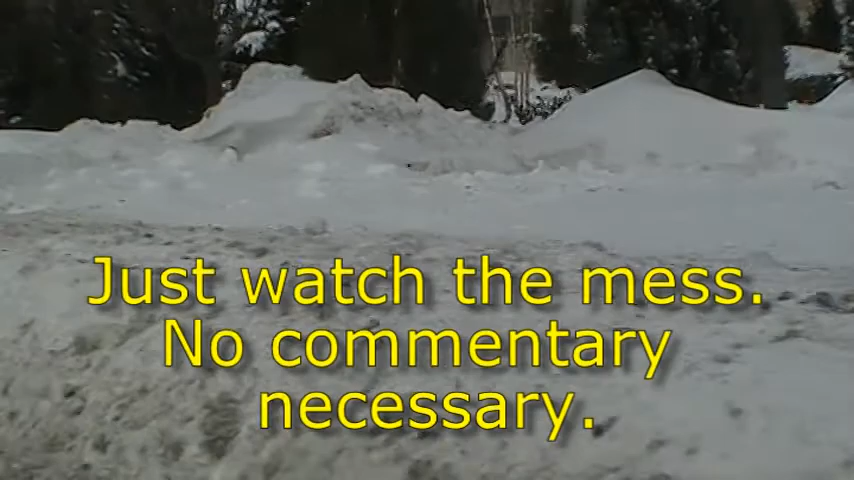 Just watch the mess.
No commentary
necessary.